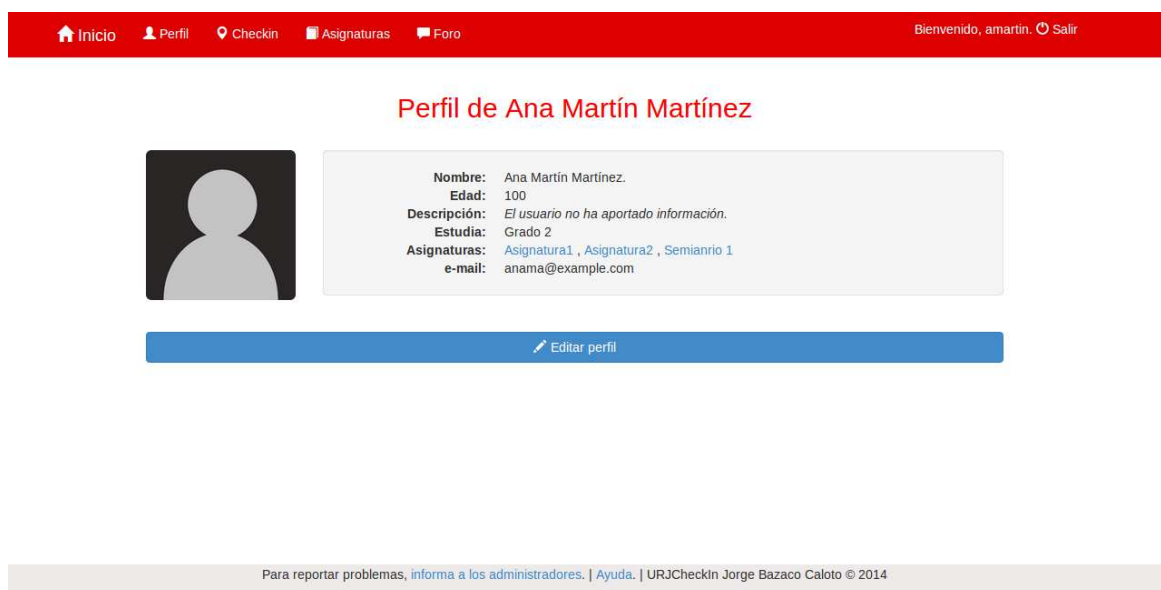 Inicio Perfil Checkin Asignaturas Foro Bienvenido, amartin. Salir
Perfil de Ana Martín Martínez
Nombre: Ana Martín Martínez.
Edad: 100
Descripción: El usuario no ha aportado información.
Estudia: Grado 2
Asignaturas: Asignatura1 , Asignatura2 , Semianrio 1
e-mail: anama@example.com
Editar perfil
Para reportar problemas, informa a los administradores. | Ayuda. | URJCheckIn Jorge Bazaco Caloto © 2014